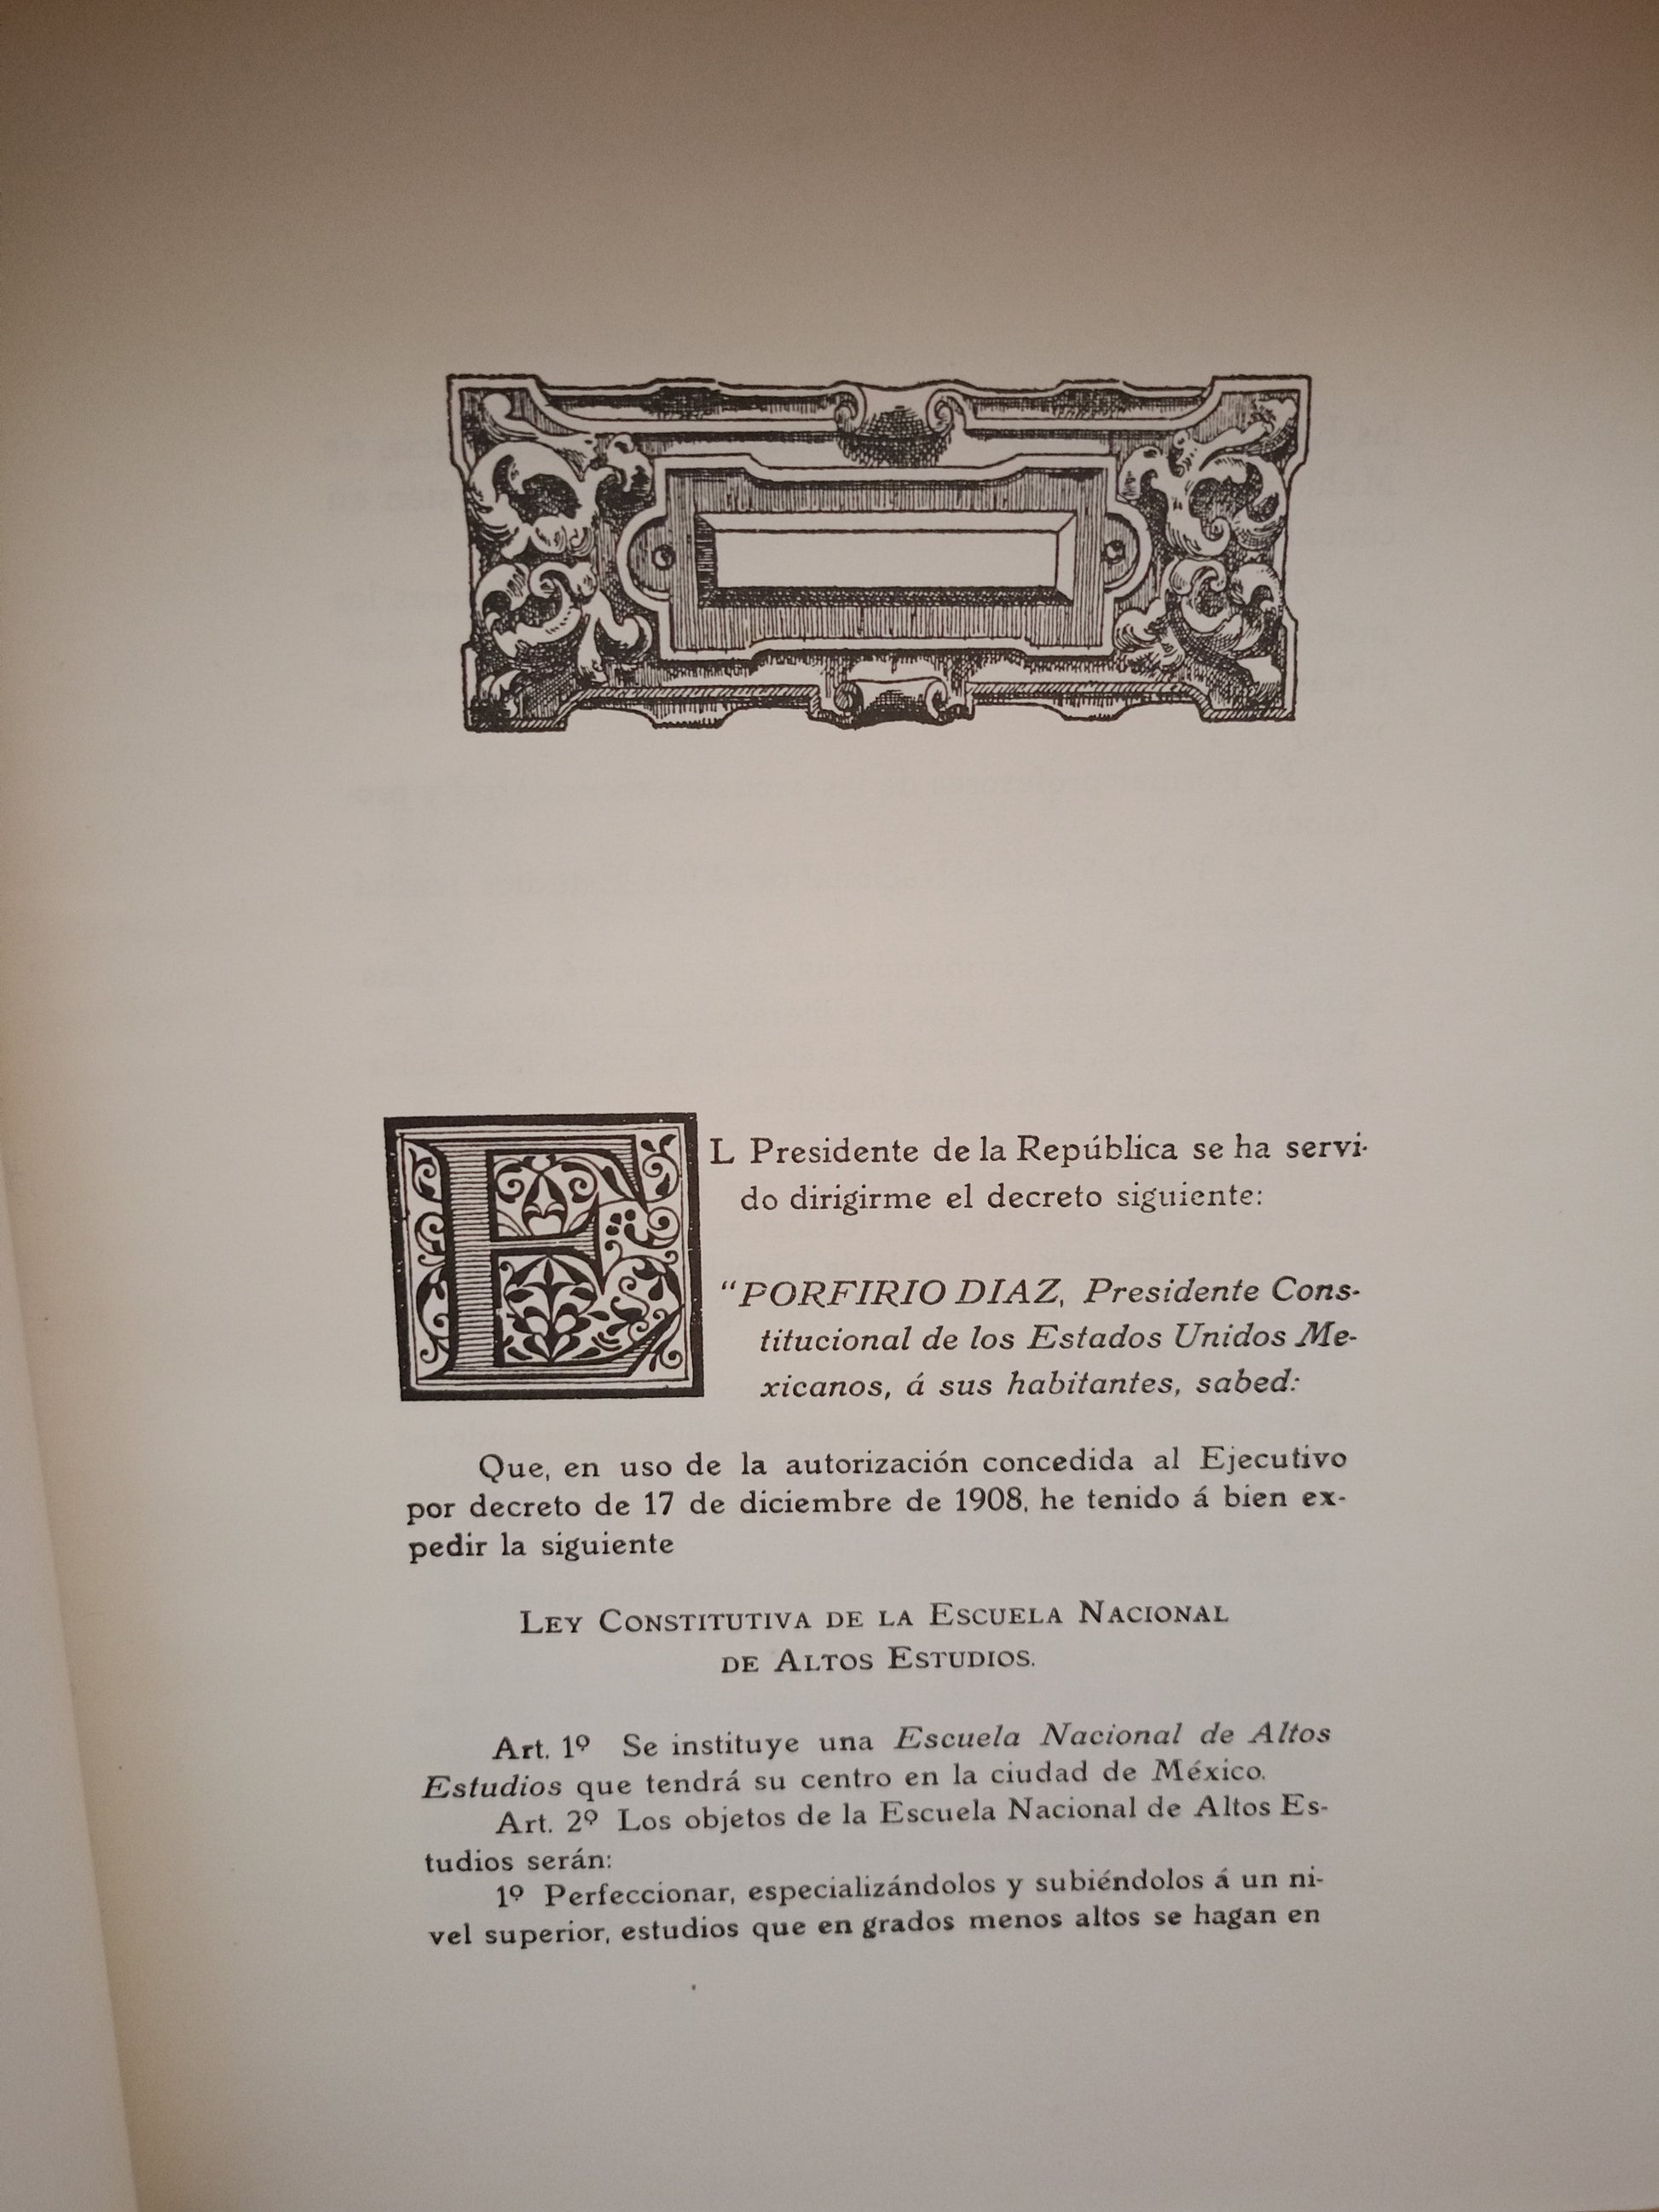 EL Presidente de la República se ha servi-
do dirigirme el decreto siguiente:
“PORFIRIO DIAZ, Presidente Cons-
titucional de los Estados Unidos Me-
xicanos, á sus habitantes, sabed:
Que, en uso de la autorización concedida al Ejecutivo
por decreto de 17 de diciembre de 1908, he tenido á bien ex-
pedir la siguiente
LEY CONSTITUTIVA DE LA ESCUELA NACIONAL
DE ALTOS ESTUDIOS.
Art. 1º Se instituye una Escuela Nacional de Altos
Estudios que tendrá su centro en la ciudad de México.
Art. 2º Los objetos de la Escuela Nacional de Altos Es-
tudios serán:
1º Perfeccionar, especializándolos y subiéndolos á un ni-
vel superior, estudios que en grados menos altos se hagan en